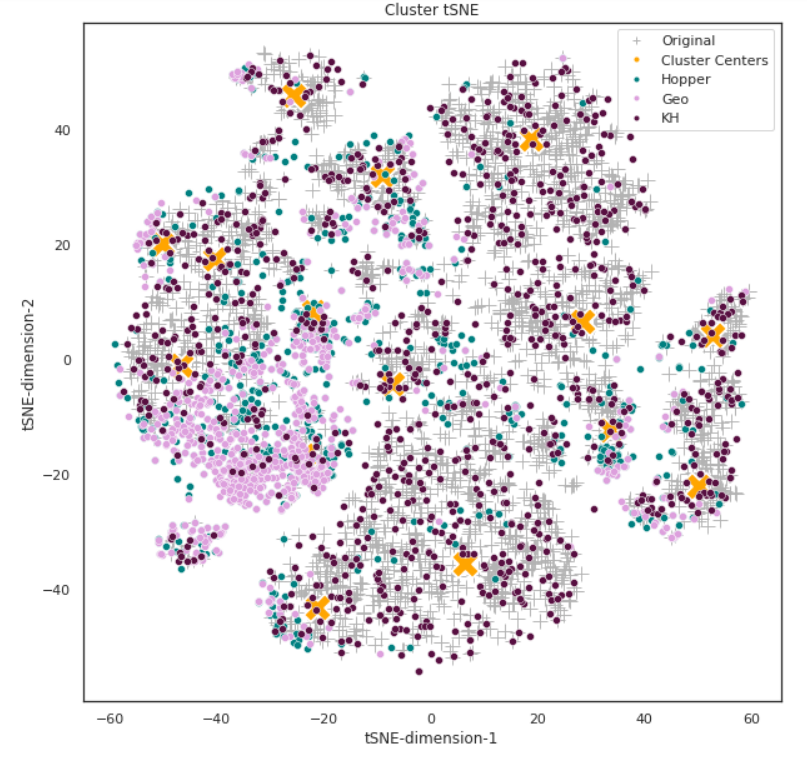 Cluster tSNE
Original
Cluster Centers
Hopper
Geo
KH
40
20
0
−20
−40
tSNE-dimension-2
−60 −40 −20 0 20 40 60
tSNE-dimension-1